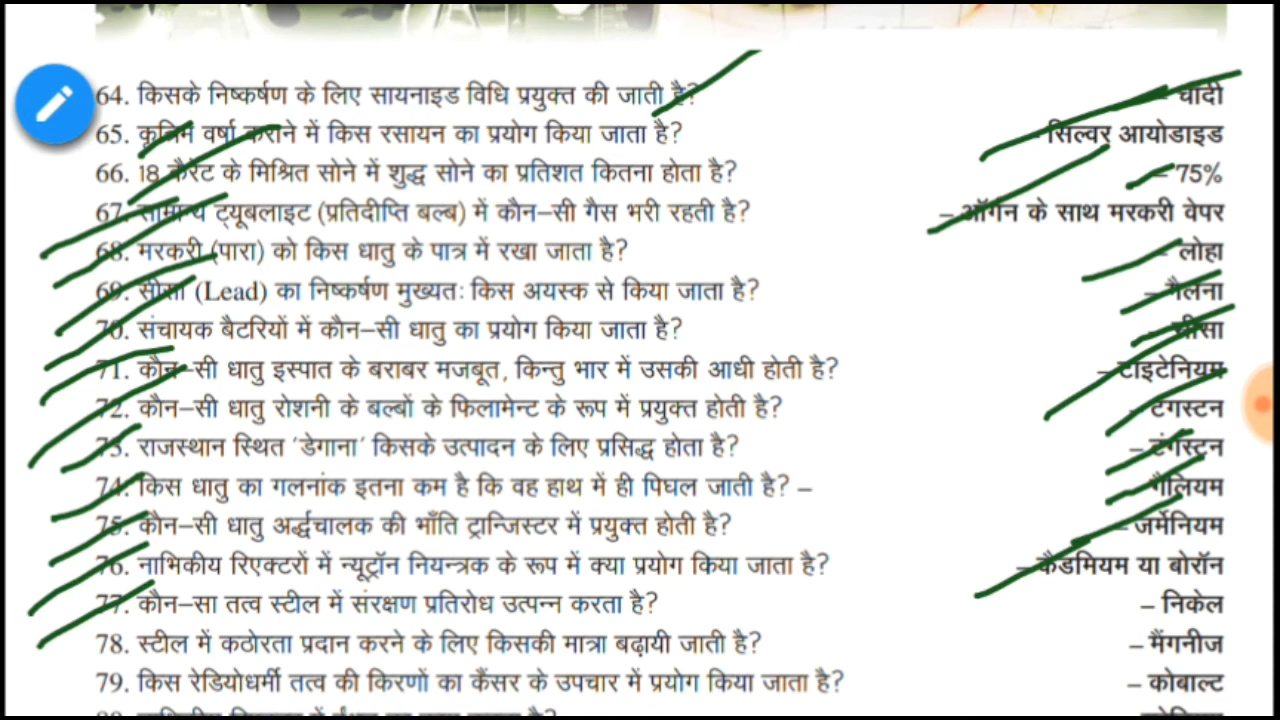 64. किसके निष्कर्षण के लिए सायनाइड विधि प्रयुक्त की जाती है? – चांदी
65. कृत्रिम वर्षा कराने में किस रसायन का प्रयोग किया जाता है? – सिल्वर आयोडाइड
66. 18 कैरेट के मिश्रित सोने में शुद्ध सोने का प्रतिशत कितना होता है? – 75%
67. सामान्य ट्यूबलाइट (प्रतिदीप्ति बल्ब) में कौन–सी गैस भरी रहती है? – ऑर्गन के साथ मरकरी वेपर
68. मरकरी (पारा) को किस धातु के पात्र में रखा जाता है? – लोहा
69. सीसा (Lead) का निष्कर्षण मुख्यतः किस अयस्क से किया जाता है? – गैलना
70. संचायक बैटरियों में कौन–सी धातु का प्रयोग किया जाता है? – सीसा
71. कौन–सी धातु इस्पात के बराबर मजबूत, किन्तु भार में उसकी आधी होती है? – टाइटेनियम
72. कौन–सी धातु रोशनी के बल्बों के फिलामेन्ट के रूप में प्रयुक्त होती है? – टंगस्टन
73. राजस्थान स्थित 'डेगाना' किसके उत्पादन के लिए प्रसिद्ध होता है? – टंगस्टन
74. किस धातु का गलनांक इतना कम है कि वह हाथ में ही पिघल जाती है? – गैलियम
75. कौन–सी धातु अर्द्धचालक की भाँति ट्रान्जिस्टर में प्रयुक्त होती है? – जर्मेनियम
76. नाभिकीय रिएक्टरों में न्यूट्रॉन नियन्त्रक के रूप में क्या प्रयोग किया जाता है? – कैडमियम या बोरॉन
77. कौन–सा तत्व स्टील में संरक्षण प्रतिरोध उत्पन्न करता है? – निकेल
78. स्टील में कठोरता प्रदान करने के लिए किसकी मात्रा बढ़ायी जाती है? – मैंगनीज
79. किस रेडियोधर्मी तत्व की किरणों का कैंसर के उपचार में प्रयोग किया जाता है? – कोबाल्ट